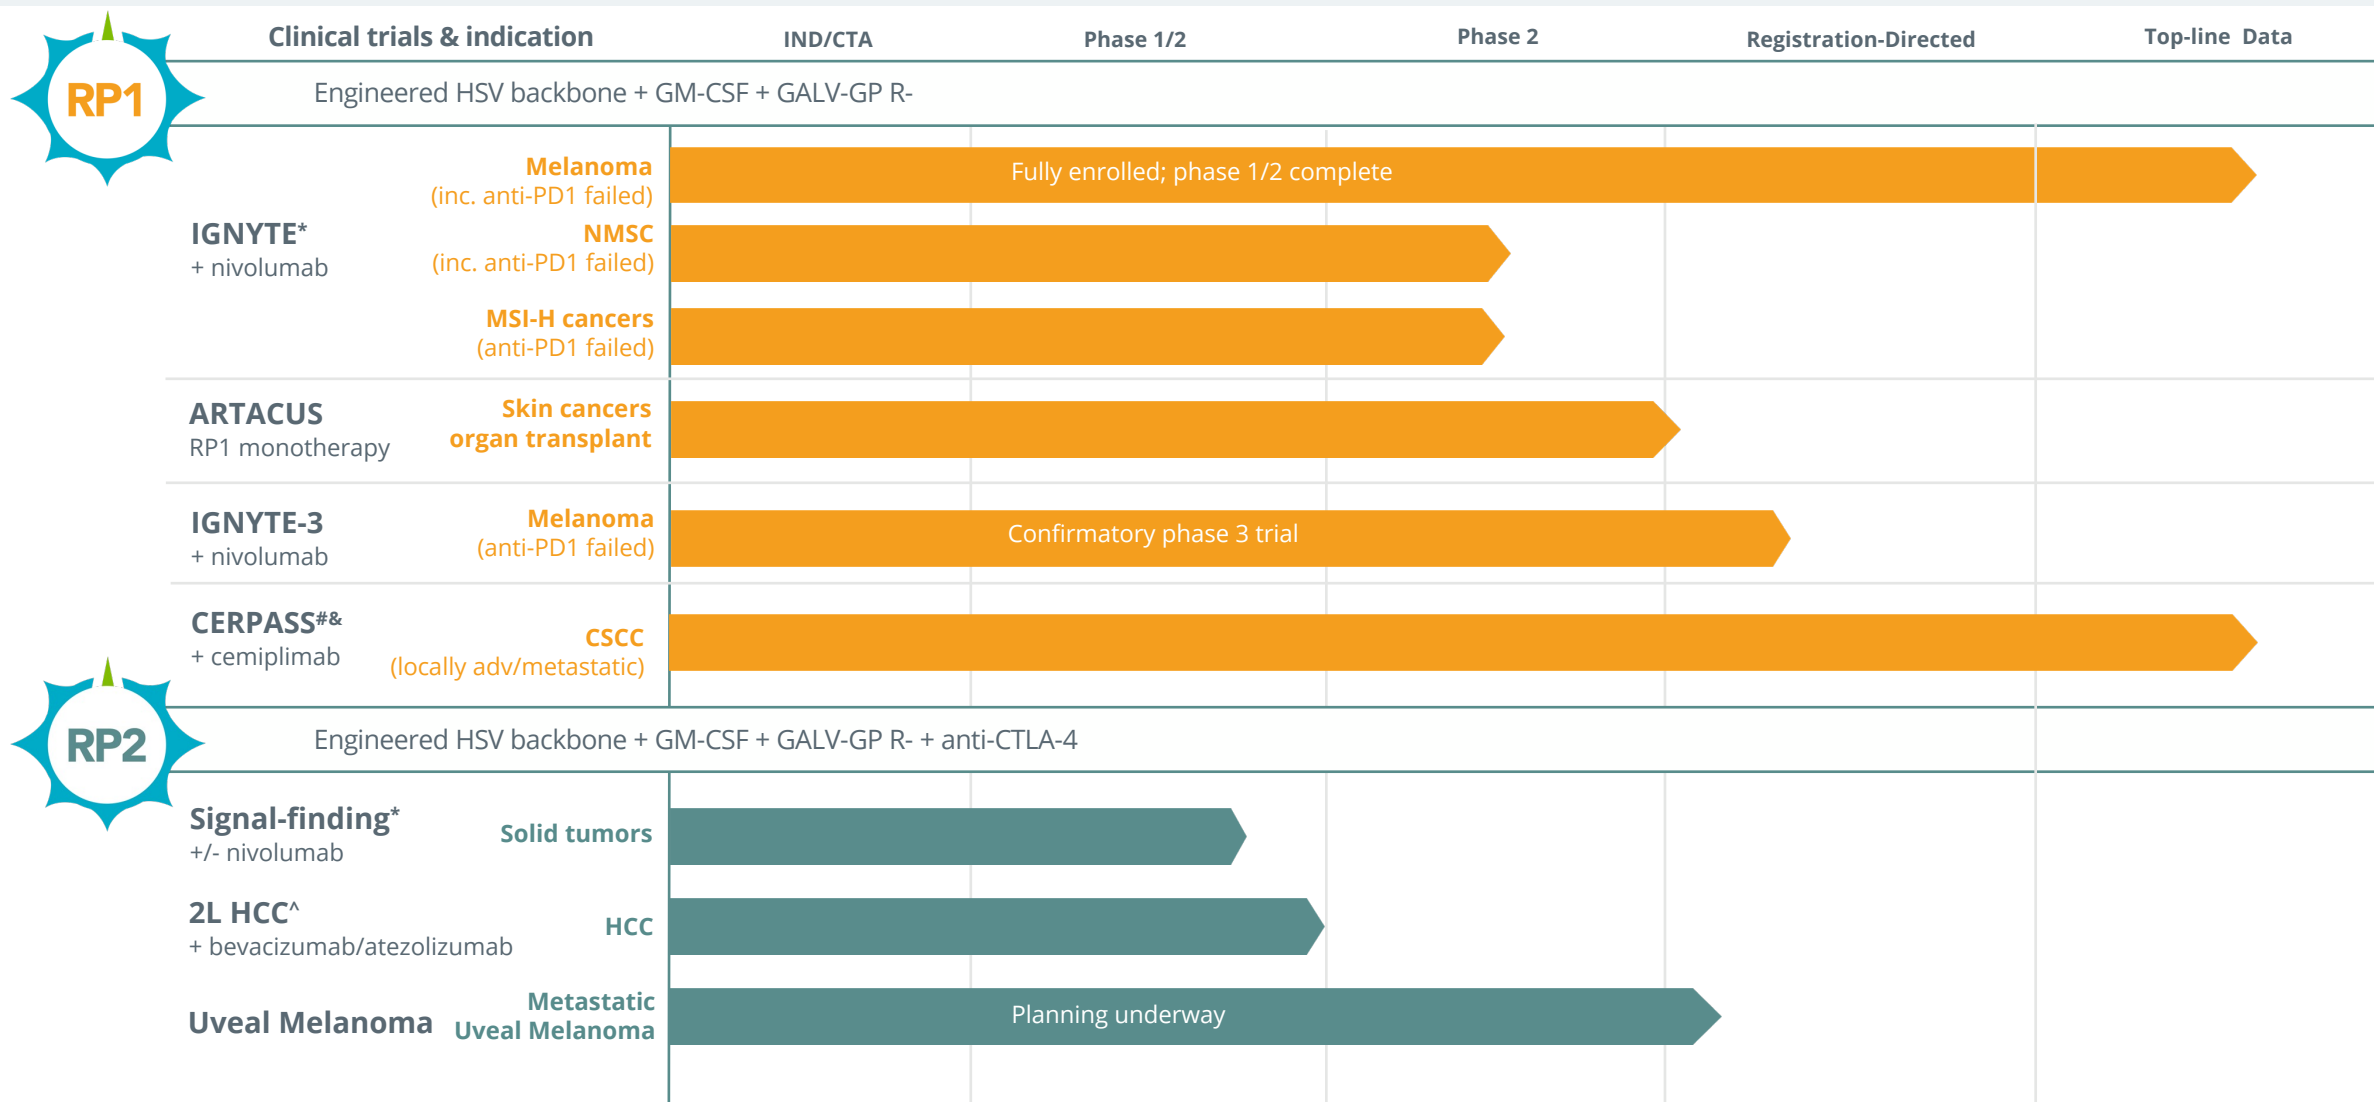 Clinical trials & indication IND/CTA Phase 1/2 Phase 2 Registration-Directed Top-line Data
RP1
Engineered HSV backbone + GM-CSF + GALV-GP R-
IGNYTE*
+ nivolumab
Melanoma
(inc. anti-PD1 failed)
Fully enrolled; phase 1/2 complete
NMSC
(inc. anti-PD1 failed)
MSI-H cancers
(anti-PD1 failed)
ARTACUS
RP1 monotherapy
Skin cancers
organ transplant
IGNYTE-3
+ nivolumab
Melanoma
(anti-PD1 failed)
Confirmatory phase 3 trial
CERPASS#&
+ cemiplimab
CSCC
(locally adv/metastatic)
RP2
Engineered HSV backbone + GM-CSF + GALV-GP R- + anti-CTLA-4
Signal-finding*
+/- nivolumab
Solid tumors
2L HCC^
+ bevacizumab/atezolizumab
HCC
Uveal Melanoma
Metastatic
Uveal Melanoma
Planning underway